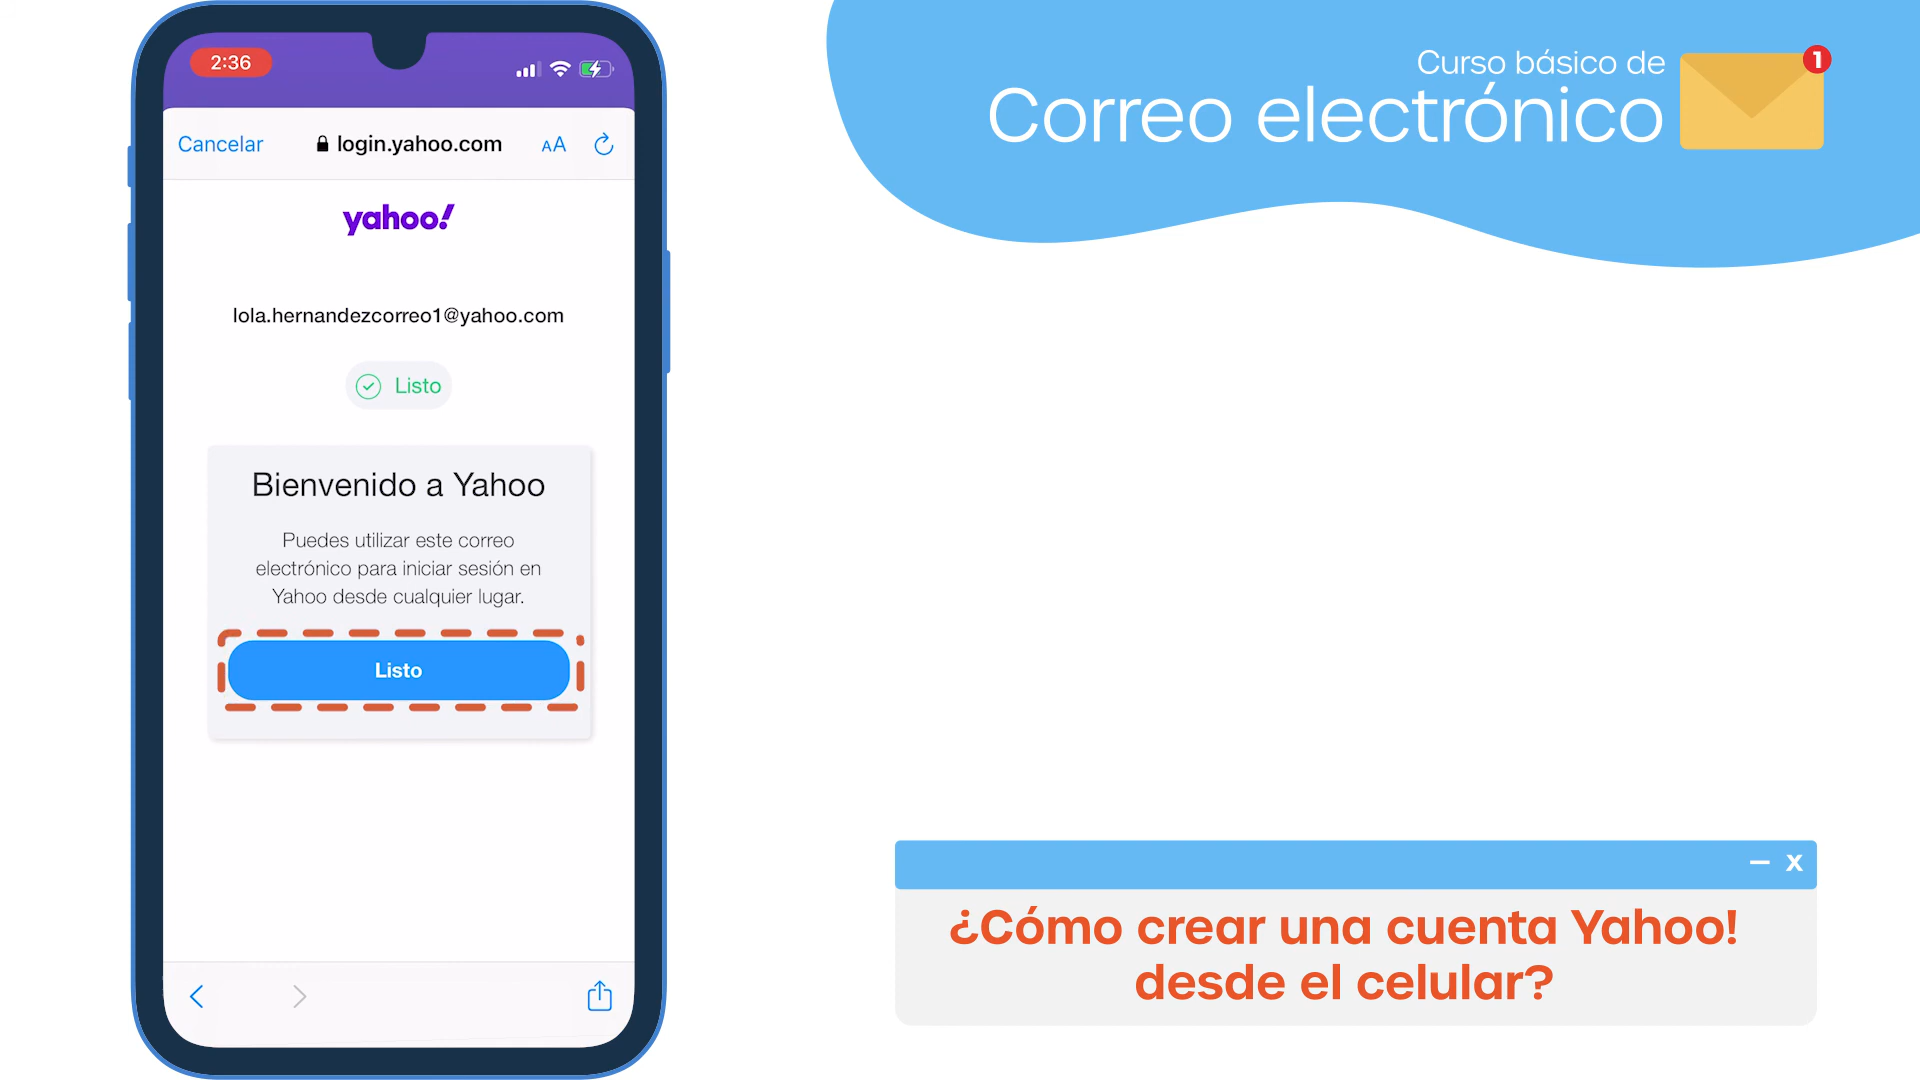 2:36
Cancelar
login.yahoo.com
AA
yahoo!
lola.hernandezcorreo1@yahoo.com
Listo
Bienvenido a Yahoo
Puedes utilizar este correo
electrónico para iniciar sesión en
Yahoo desde cualquier lugar.
Listo
Curso básico de
Correo electrónico
1
¿Cómo crear una cuenta Yahoo!
desde el celular?